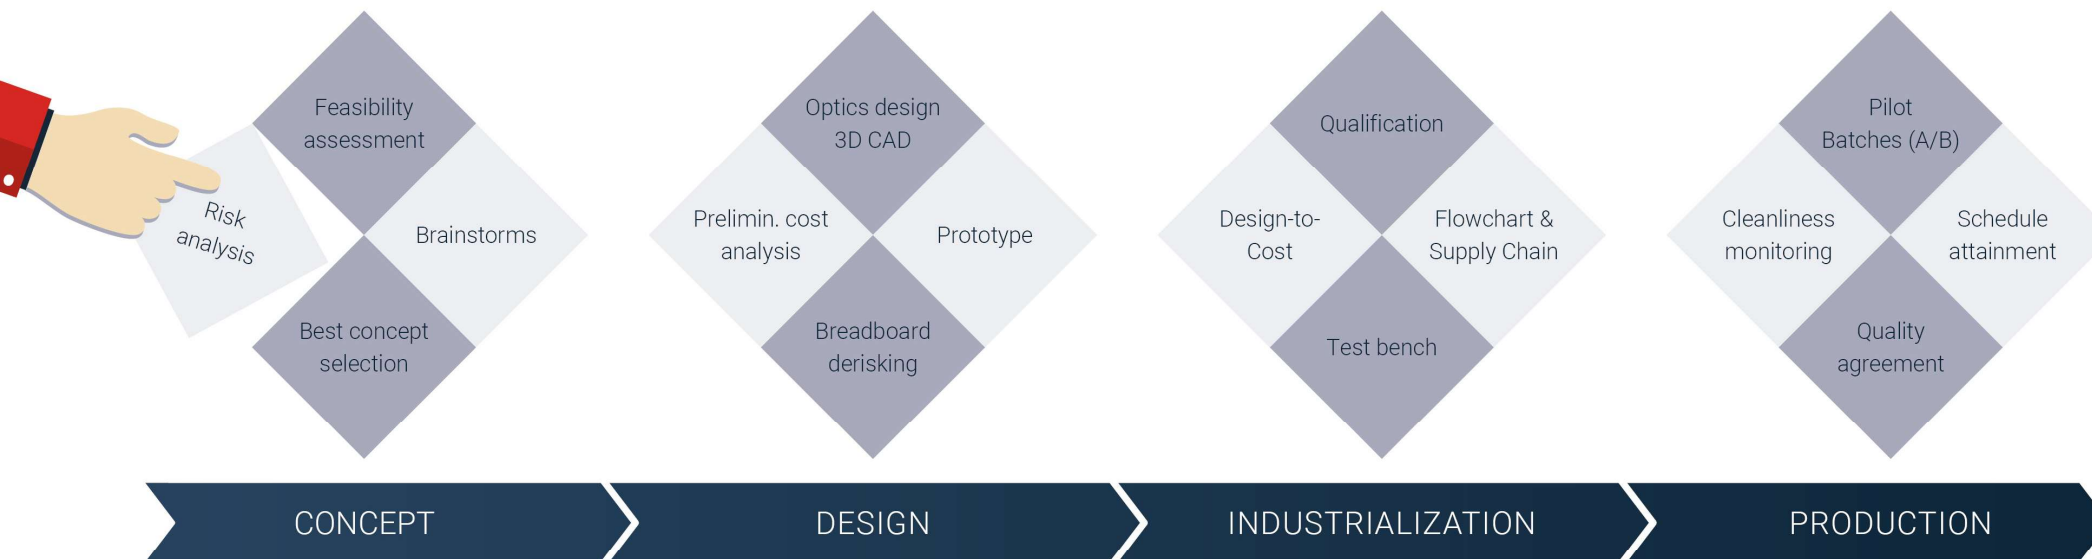 Feasibility
assessment
Risk
analysis
Brainstorms
Best concept
selection
Optics design
3D CAD
Prelimin. cost
analysis
Prototype
Breadboard
derisking
Qualification
Design-to-
Cost
Flowchart &
Supply Chain
Test bench
Pilot
Batches (A/B)
Cleanliness
monitoring
Schedule
attainment
Quality
agreement
CONCEPT
DESIGN
INDUSTRIALIZATION
PRODUCTION